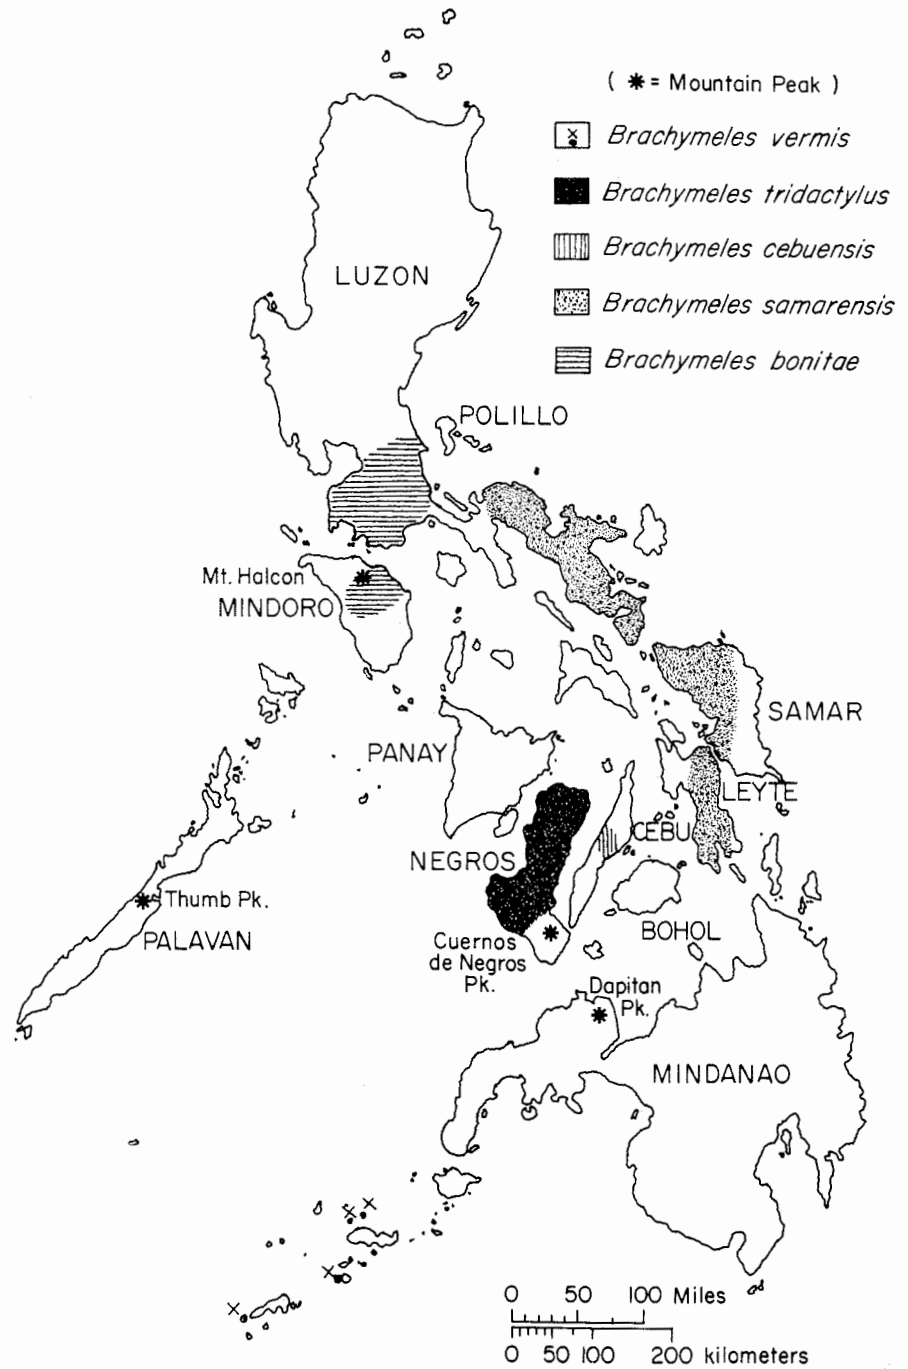 ( * = Mountain Peak )
Brachymeles vermis
Brachymeles tridactylus
Brachymeles cebuensis
Brachymeles samarensis
Brachymeles bonitae
LUZON
POLILLO
Mt. Halcon
MINDORO
SAMAR
PANAY
LEYTE
CEBU
NEGROS
Thumb Pk.
PALAVAN
BOHOL
Cuernos
de Negros
Pk.
Dapitan
Pk.
MINDANAO
0 50 100 Miles
0 50 100 200 kilometers